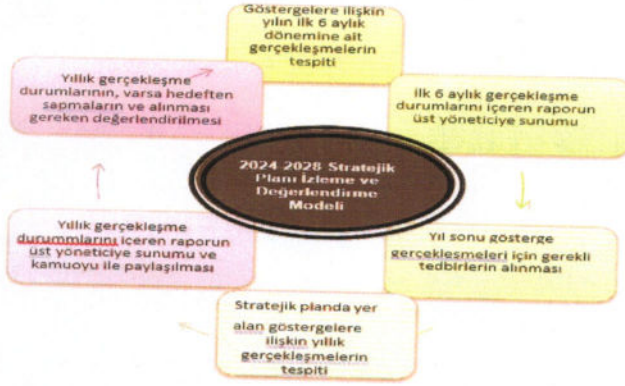 Göstergelere ilişkin
yılın ilk 6 aylık
dönemine ait
gerçekleşmelerin
tespiti
ilk 6 aylık gerçekleşme
durumlarını içeren raporun
üst yöneticiye sunumu
Yıl sonu gösterge
gerçekleşmeleri için gerekli
tedbirlerin alınması
Stratejik planda yer
alan göstergelere
ilişkin yıllık
gerçekleşmelerin
tespiti
Yıllık gerçekleşme
durummlarını içeren raporun
üst yöneticiye sunumu ve
kamuoyu ile paylaşılması
Yıllık gerçekleşme
durumlarının, varsa hedeften
sapmaların ve alınması
gereken değerlendirilmesi
2024-2028 Stratejik
Planı İzleme ve
Değerlendirme
Modeli